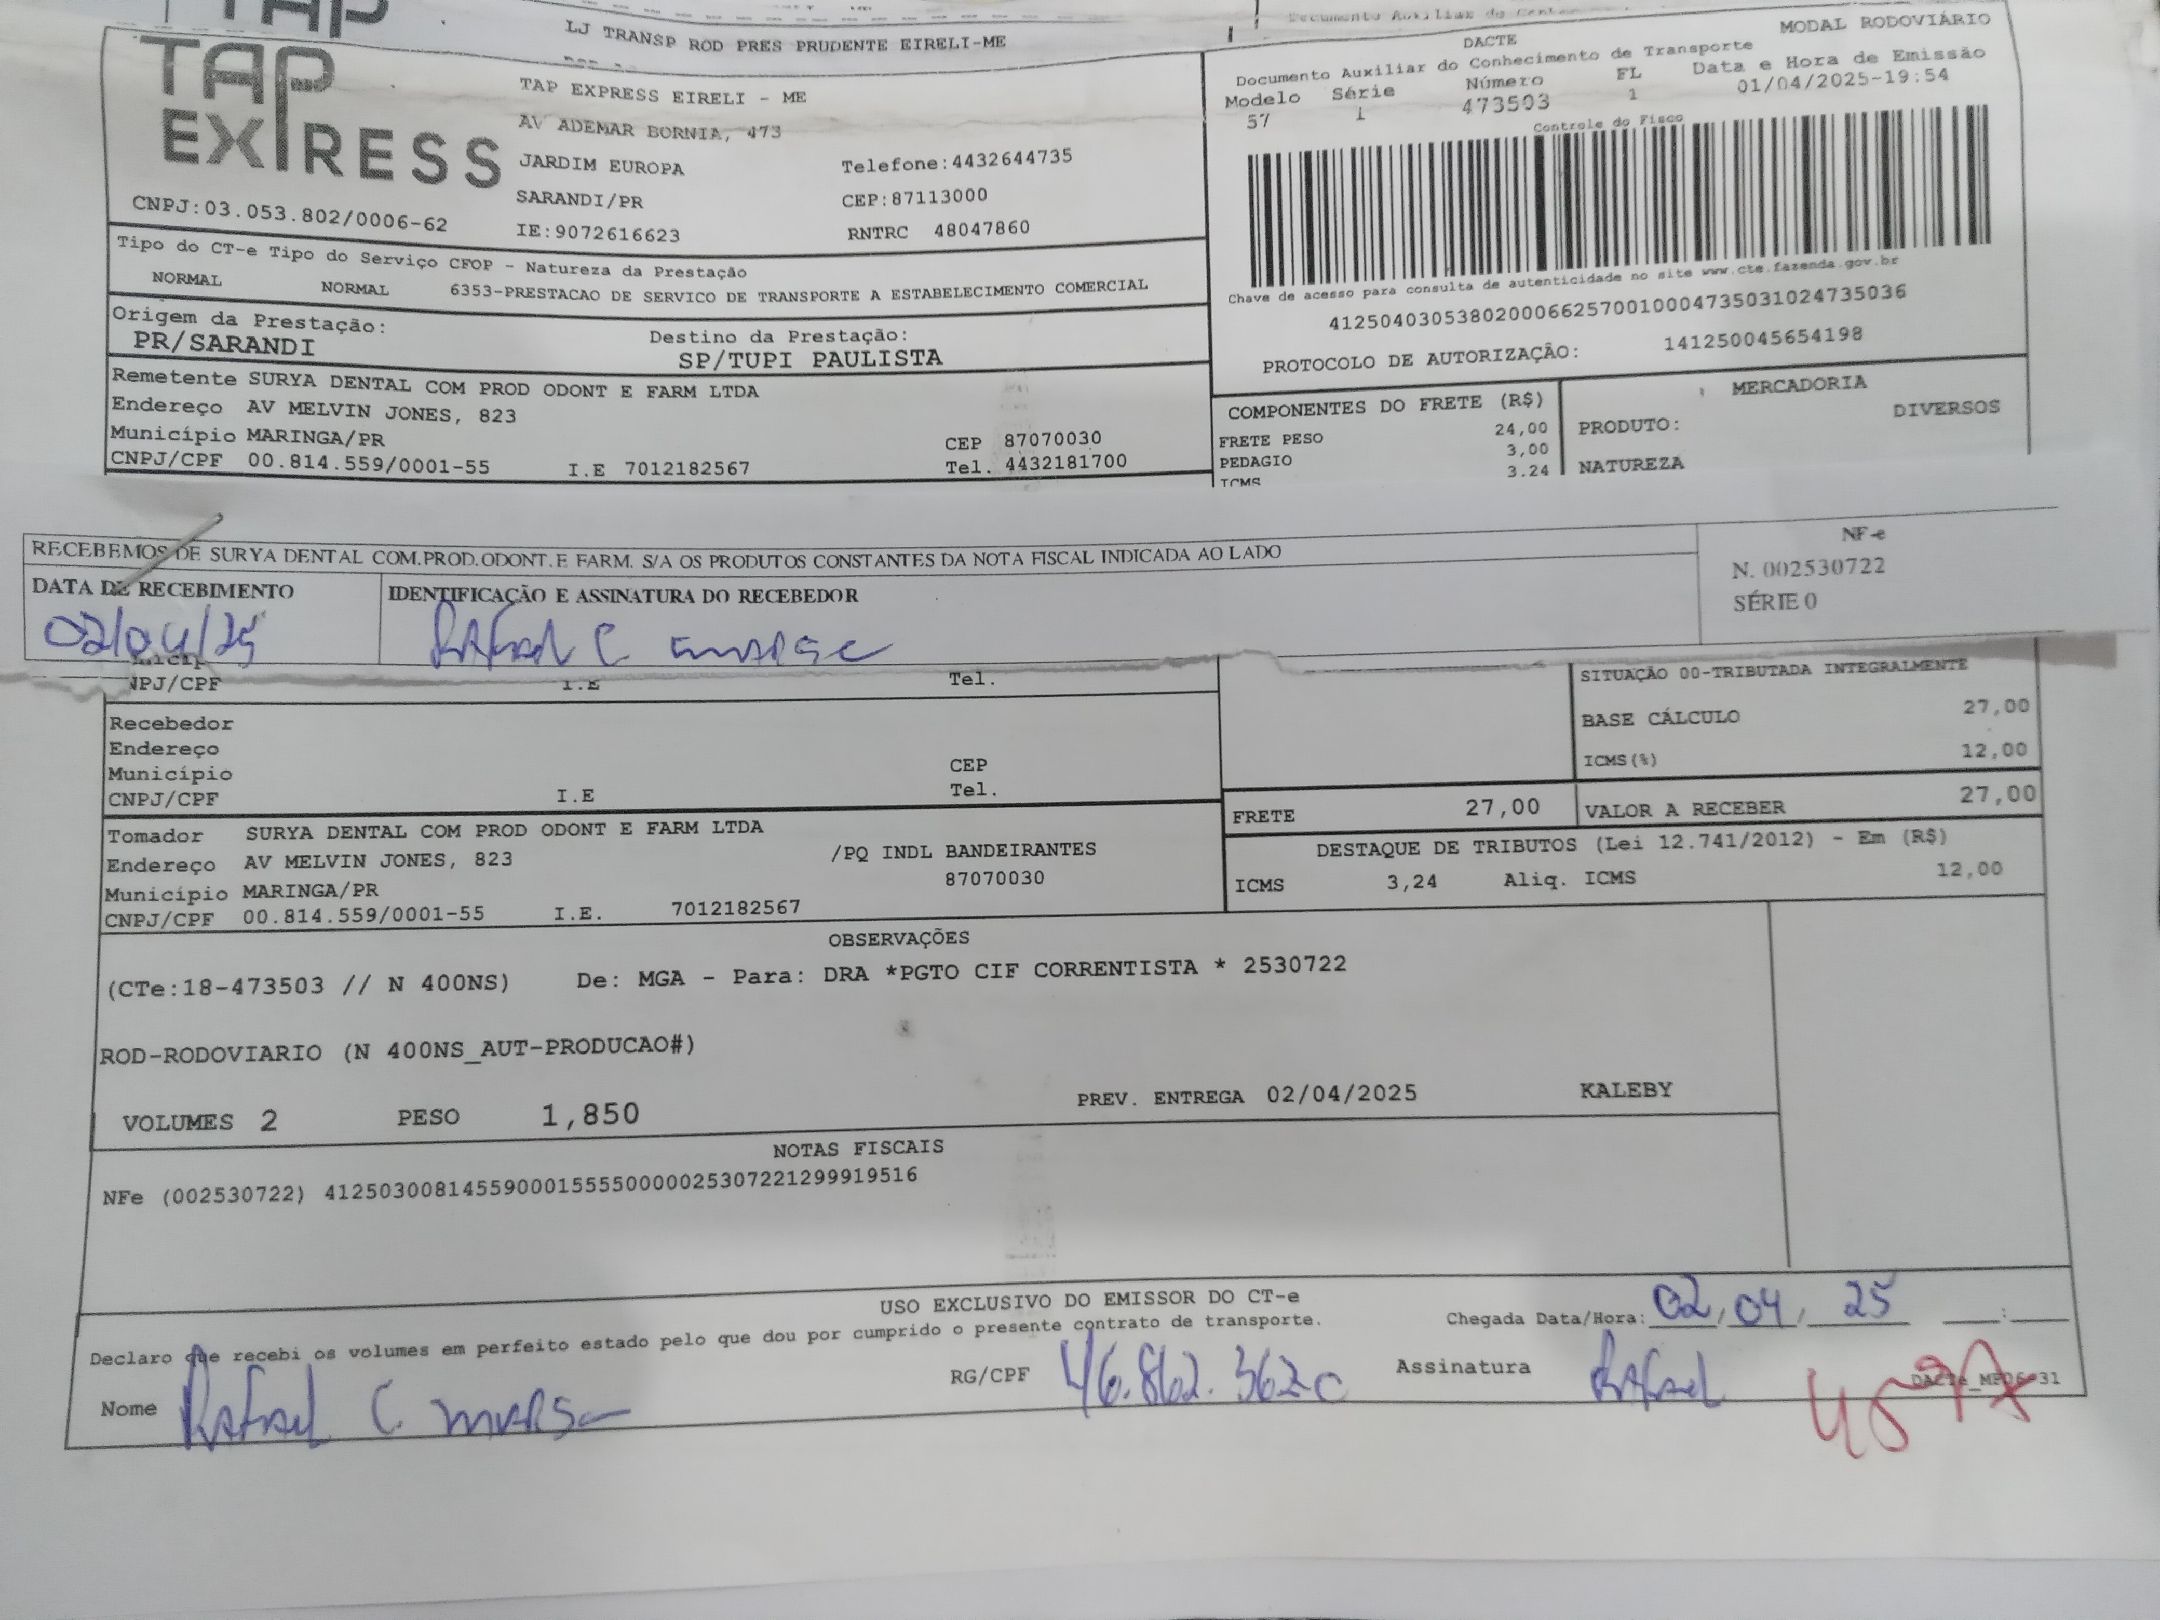 TAP
LJ TRANSP ROD PRES PRUDENTE EIRELI-ME
TAP
EXPRESS
CNPJ:03.053.802/0006-62
TAP EXPRESS EIRELI - ME
AV ADEMAR BORNIA, 473
JARDIM EUROPA Telefone:4432644735
SARANDI/PR CEP:87113000
IE:9072616623 RNTRC 48047860
DACTE MODAL RODOVIÁRIO
Documento Auxiliar do Conhecimento de Transporte
Modelo Série Número FL Data e Hora de Emissão
57 1 473503 1 01/04/2025-19:54
Controle do Fisco
Chave de acesso para consulta de autenticidade no site www.cte.fazenda.gov.br
41250403053802000662570010004735031024735036
PROTOCOLO DE AUTORIZAÇÃO: 141250045654198
Tipo do CT-e Tipo do Serviço CFOP - Natureza da Prestação
NORMAL NORMAL 6353-PRESTACAO DE SERVICO DE TRANSPORTE A ESTABELECIMENTO COMERCIAL
Origem da Prestação: Destino da Prestação:
PR/SARANDI SP/TUPI PAULISTA
Remetente SURYA DENTAL COM PROD ODONT E FARM LTDA
Endereço AV MELVIN JONES, 823
Município MARINGA/PR CEP 87070030
CNPJ/CPF 00.814.559/0001-55 I.E 7012182567 Tel. 4432181700
COMPONENTES DO FRETE (R$)
FRETE PESO 24,00
PEDAGIO 3,00
ICMS 3.24
MERCADORIA
PRODUTO: DIVERSOS
NATUREZA
RECEBEMOS DE SURYA DENTAL COM.PROD.ODONT.E FARM. S/A OS PRODUTOS CONSTANTES DA NOTA FISCAL INDICADA AO LADO
DATA DE RECEBIMENTO IDENTIFICAÇÃO E ASSINATURA DO RECEBEDOR
02/04/25 Rafael C
NF-e
N. 002530722
SÉRIE 0
NPJ/CPF I.E Tel.
Recebedor
Endereço
Município CEP
CNPJ/CPF I.E Tel.
SITUAÇÃO 00-TRIBUTADA INTEGRALMENTE
BASE CÁLCULO 27,00
ICMS(%) 12,00
FRETE 27,00 VALOR A RECEBER 27,00
Tomador SURYA DENTAL COM PROD ODONT E FARM LTDA
Endereço AV MELVIN JONES, 823 /PQ INDL BANDEIRANTES
Município MARINGA/PR 87070030
CNPJ/CPF 00.814.559/0001-55 I.E. 7012182567
DESTAQUE DE TRIBUTOS (Lei 12.741/2012) - Em (R$)
ICMS 3,24 Aliq. ICMS 12,00
OBSERVAÇÕES
(CTe:18-473503 // N 400NS) De: MGA - Para: DRA *PGTO CIF CORRENTISTA * 2530722
ROD-RODOVIARIO (N 400NS_AUT-PRODUCAO#)
VOLUMES 2 PESO 1,850 PREV. ENTREGA 02/04/2025 KALEBY
NOTAS FISCAIS
NFe (002530722) 41250300814559000155550000025307221299919516
USO EXCLUSIVO DO EMISSOR DO CT-e
Declaro que recebi os volumes em perfeito estado pelo que dou por cumprido o presente contrato de transporte.
Chegada Data/Hora: 02/04/25 :
Nome Rafael C RG/CPF 46.862.362- Assinatura Rafael